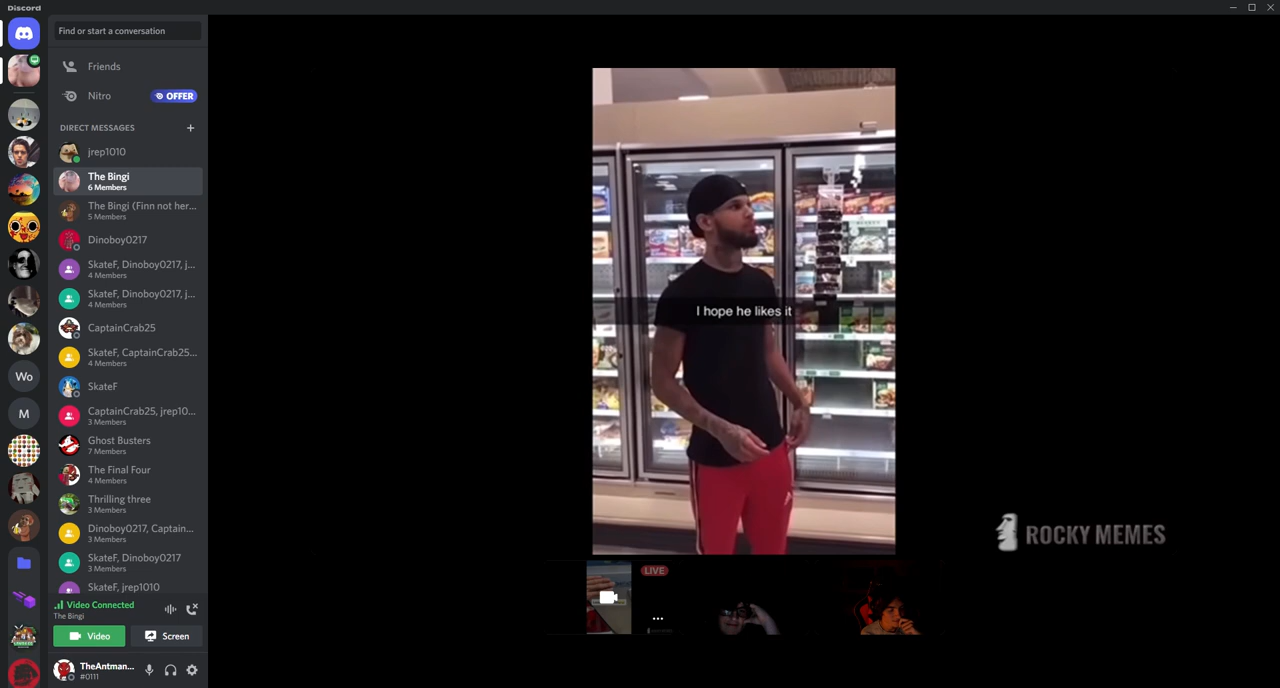 Discord
Find or start a conversation
Friends
Nitro
OFFER
DIRECT MESSAGES
jrep1010
The Bingi
6 Members
The Bingi (Finn not her...
5 Members
Dinoboy0217
SkateF, Dinoboy0217, j...
4 Members
SkateF, Dinoboy0217, j...
4 Members
CaptainCrab25
SkateF, CaptainCrab25...
4 Members
SkateF
CaptainCrab25, jrep10...
3 Members
Ghost Busters
7 Members
The Final Four
4 Members
Thrilling three
3 Members
Dinoboy0217, Captain...
3 Members
SkateF, Dinoboy0217
3 Members
SkateF, jrep1010
Wo
M
Video Connected
The Bingi
Video
Screen
TheAntman...
#0111
I hope he likes it
ROCKY MEMES
LIVE